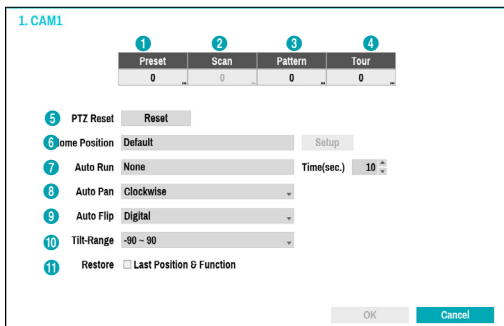 1. CAM1
1 2 3 4
Preset Scan Pattern Tour
0 ... 0 ... 0 ... 0 ...
5 PTZ Reset Reset
6 ome Position Default Setup
7 Auto Run None Time(sec.) 10
8 Auto Pan Clockwise
9 Auto Flip Digital
10 Tilt-Range -90 ~ 90
11 Restore Last Position & Function
OK Cancel